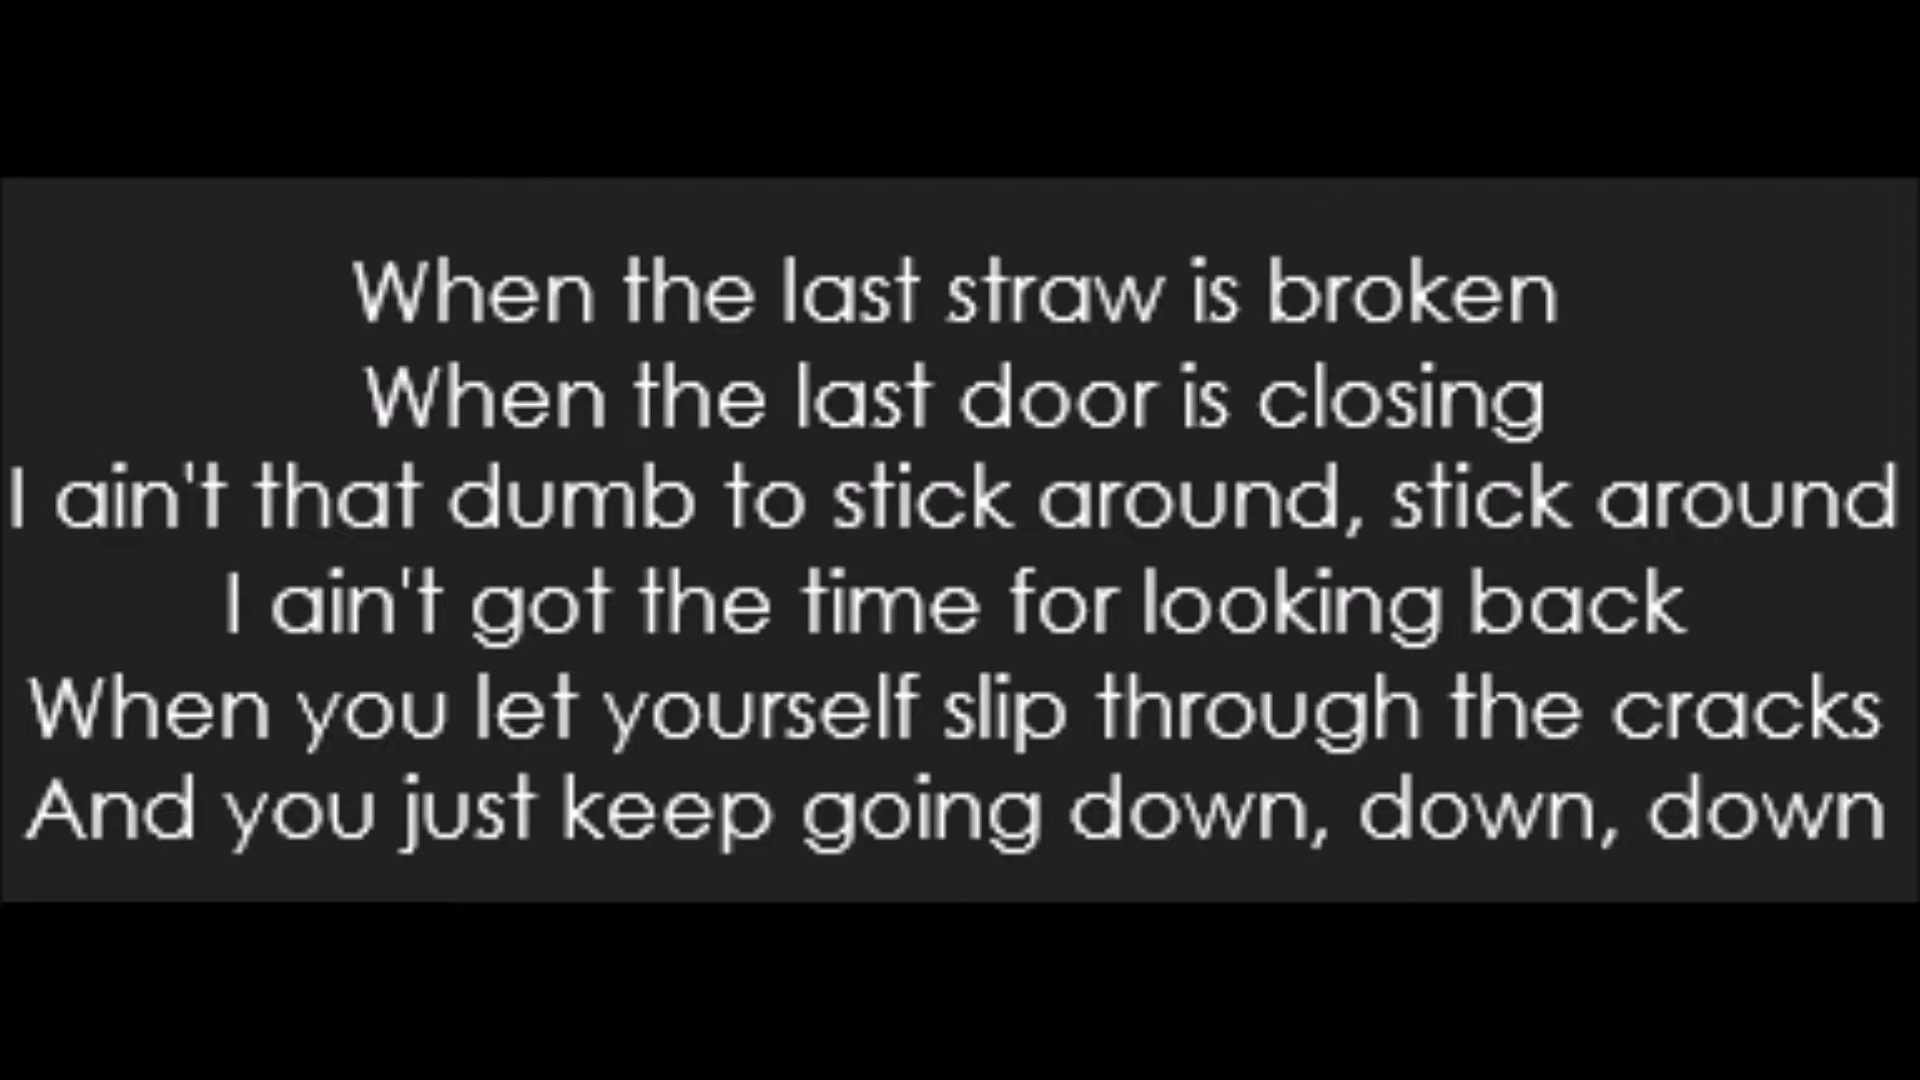 When the last straw is broken
When the last door is closing
I ain't that dumb to stick around, stick around
I ain't got the time for looking back
When you let yourself slip through the cracks
And you just keep going down, down, down